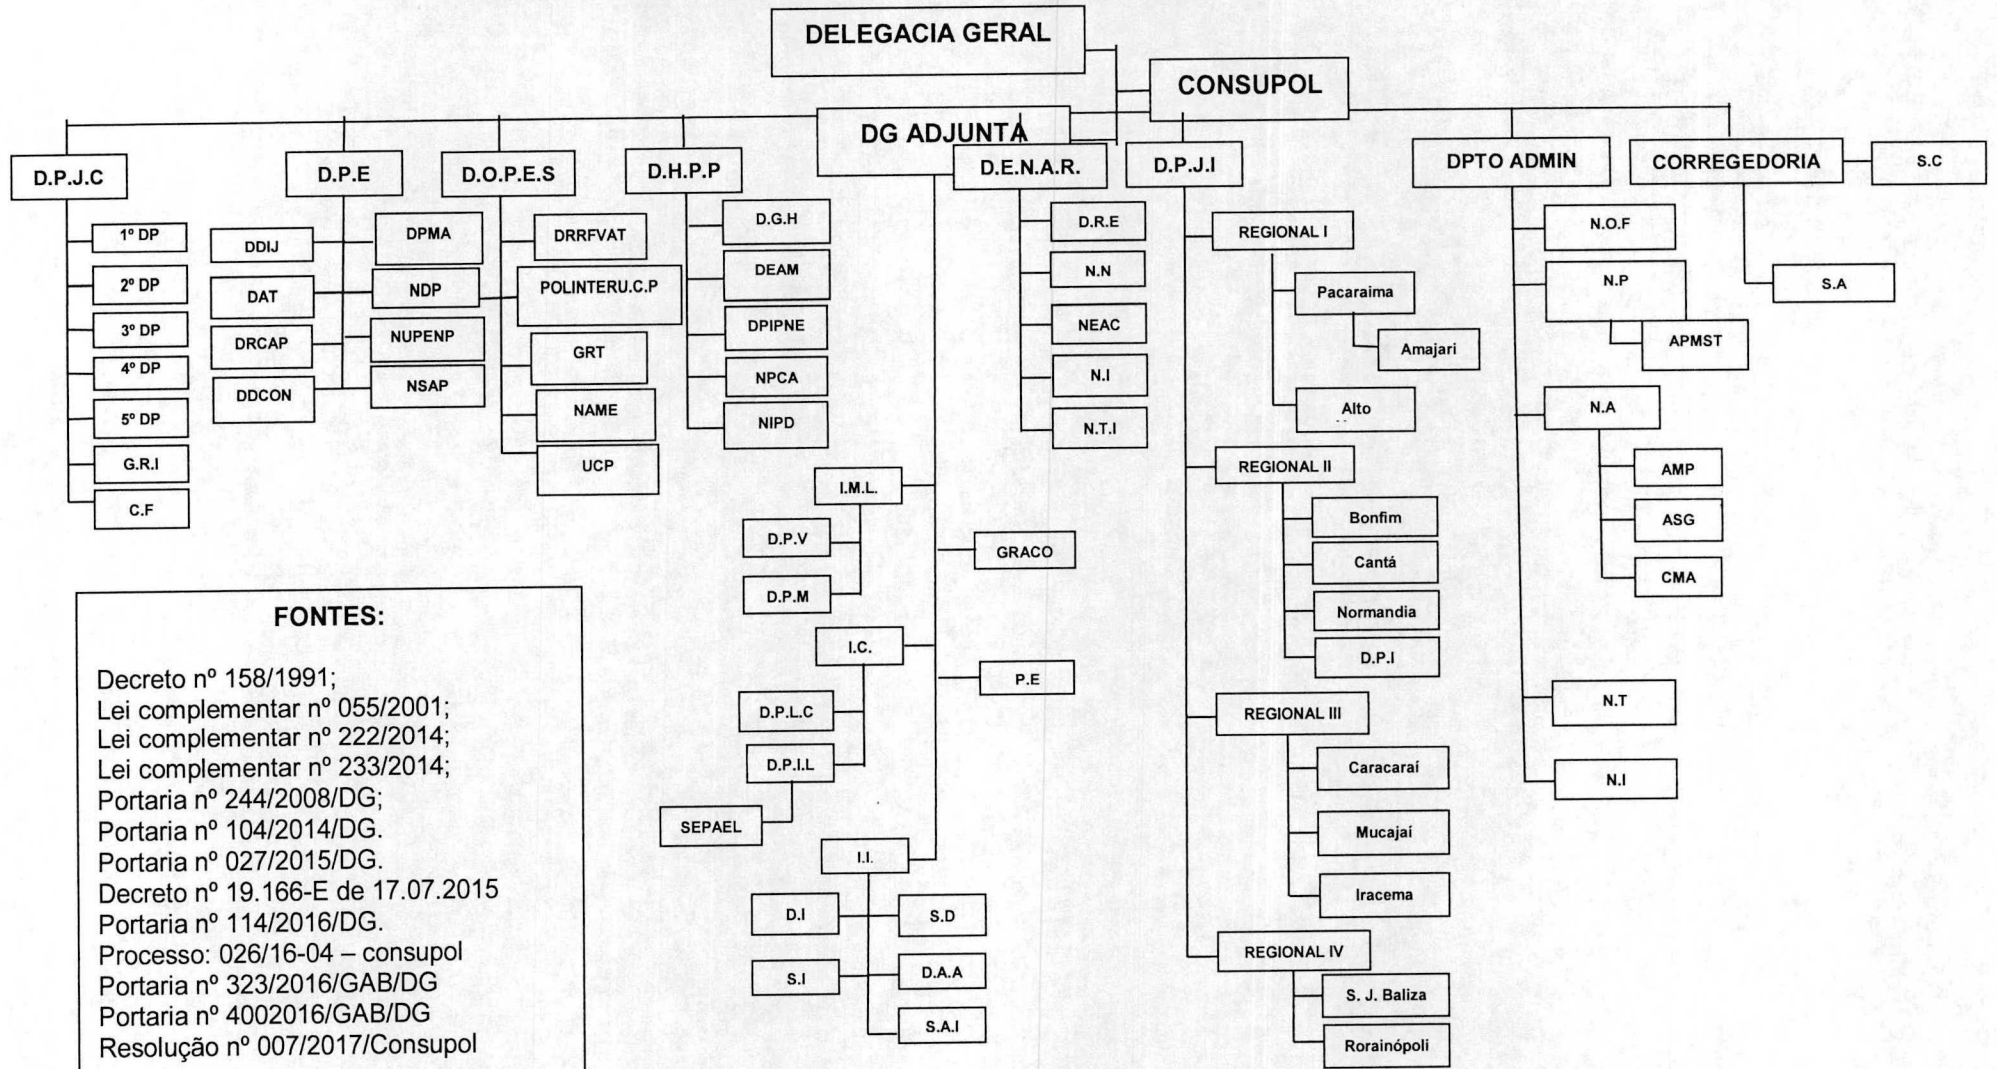 DELEGACIA GERAL
CONSUPOL
DG ADJUNTA
D.P.J.C
D.P.E
D.O.P.E.S
D.H.P.P
D.E.N.A.R.
D.P.J.I
DPTO ADMIN
CORREGEDORIA
S.C
1º DP
2º DP
3º DP
4º DP
5º DP
G.R.I
C.F
DDIJ
DPMA
DAT
NDP
DRCAP
NUPENP
DDCON
NSAP
DRRFVAT
POLINTERU.C.P
GRT
NAME
UCP
D.G.H
DEAM
DPIPNE
NPCA
NIPD
I.M.L.
D.P.V
D.P.M
GRACO
I.C.
P.E
D.P.L.C
D.P.I.L
SEPAEL
I.I.
D.I
S.D
S.I
D.A.A
S.A.I
D.R.E
N.N
NEAC
N.I
N.T.I
REGIONAL I
Pacaraima
Amajari
Alto
REGIONAL II
Bonfim
Cantá
Normandia
D.P.I
REGIONAL III
Caracaraí
Mucajaí
Iracema
REGIONAL IV
S. J. Baliza
Rorainópoli
N.O.F
N.P
APMST
N.A
AMP
ASG
CMA
N.T
N.I
S.A
FONTES:
Decreto nº 158/1991;
Lei complementar nº 055/2001;
Lei complementar nº 222/2014;
Lei complementar nº 233/2014;
Portaria nº 244/2008/DG;
Portaria nº 104/2014/DG.
Portaria nº 027/2015/DG.
Decreto nº 19.166-E de 17.07.2015
Portaria nº 114/2016/DG.
Processo: 026/16-04 – consupol
Portaria nº 323/2016/GAB/DG
Portaria nº 4002016/GAB/DG
Resolução nº 007/2017/Consupol